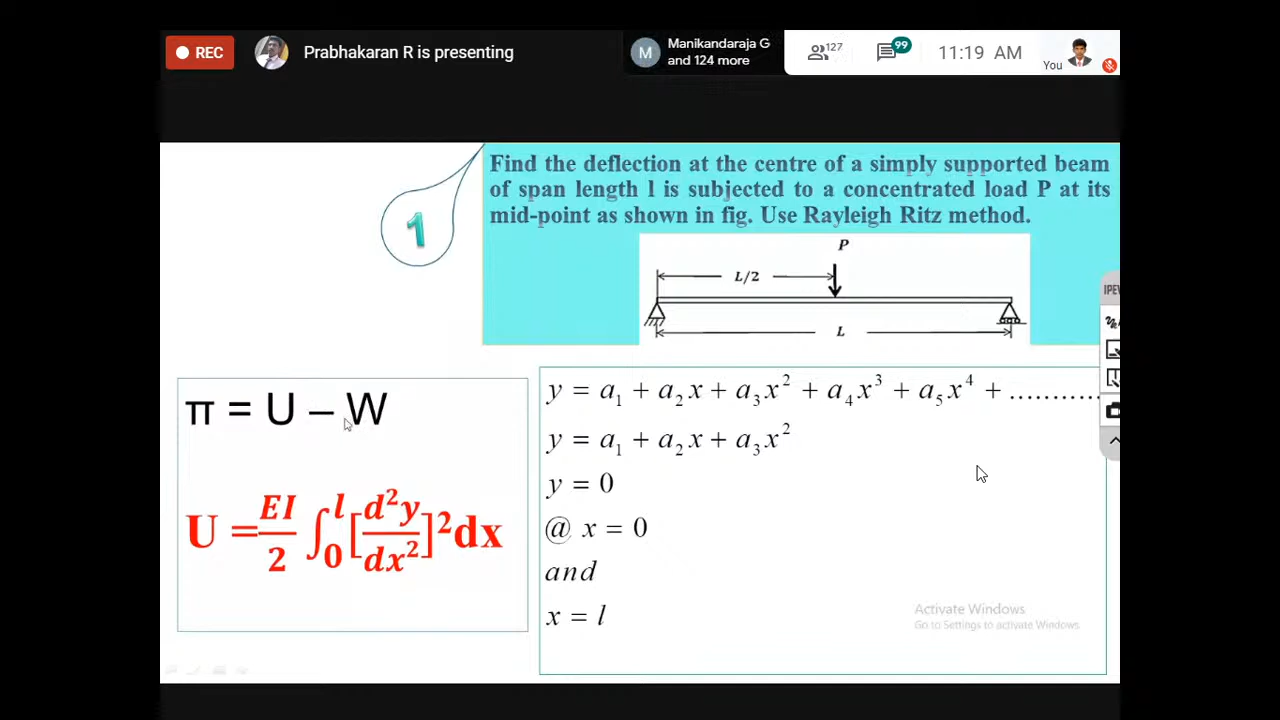 REC
Prabhakaran R is presenting
M
Manikandaraja G
and 124 more
127
99
11:19 AM
You
1
Find the deflection at the centre of a simply supported beam
of span length l is subjected to a concentrated load P at its
mid-point as shown in fig. Use Rayleigh Ritz method.
P
L/2
L
π = U – W
U = EI/2 ∫₀ˡ [d²y/dx²]² dx
y = a₁ + a₂x + a₃x² + a₄x³ + a₅x⁴ + ............
y = a₁ + a₂x + a₃x²
y = 0
@ x = 0
and
x = l
Activate Windows
Go to Settings to activate Windows.